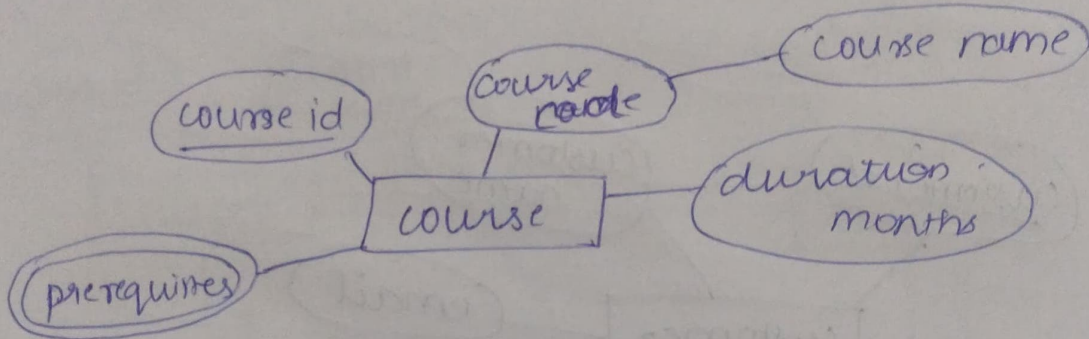 course name
course
code
course id
duration
months
course
prerequires